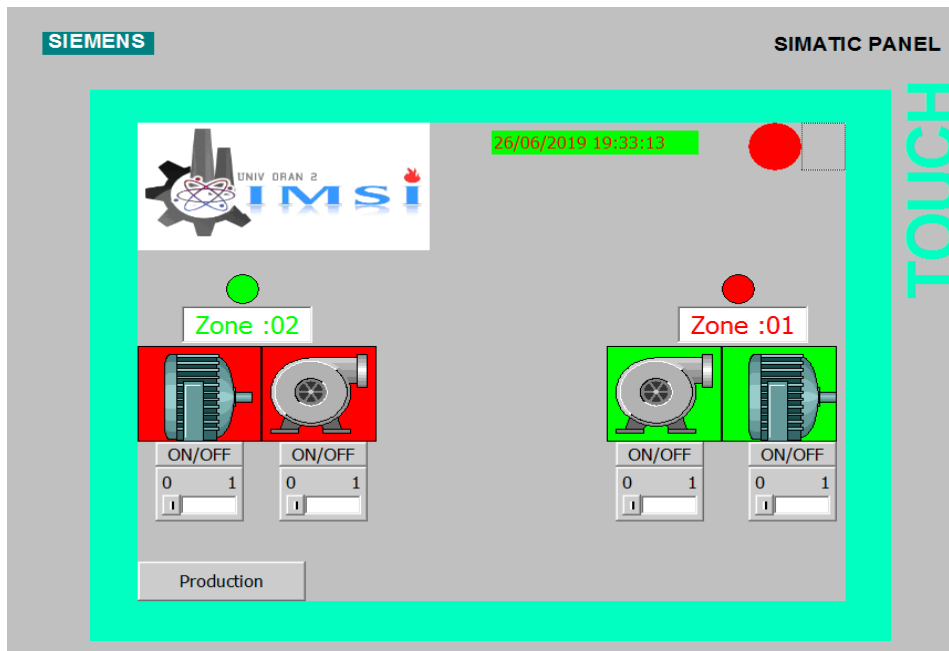 SIEMENS
SIMATIC PANEL
TOUCH
26/06/2019 19:33:13
UNIV ORAN 2
IMSI
Zone :02
Zone :01
ON/OFF ON/OFF ON/OFF ON/OFF
0 1 0 1 0 1 0 1
Production